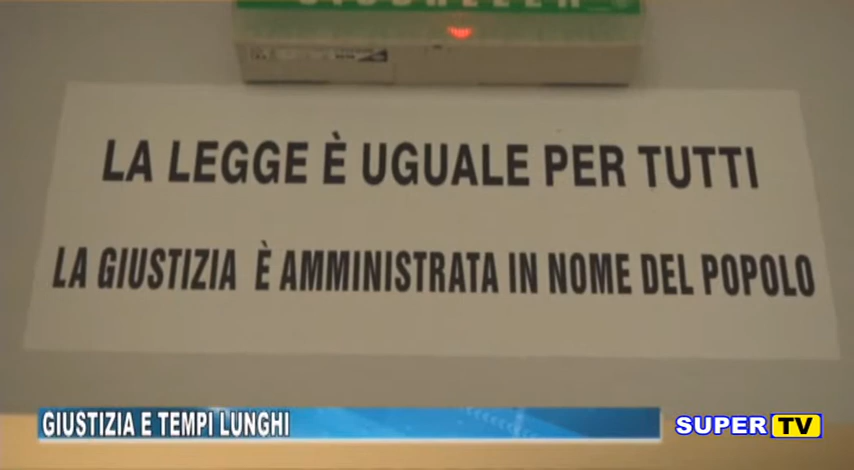 LA LEGGE È UGUALE PER TUTTI
LA GIUSTIZIA È AMMINISTRATA IN NOME DEL POPOLO
GIUSTIZIA E TEMPI LUNGHI
SUPER TV